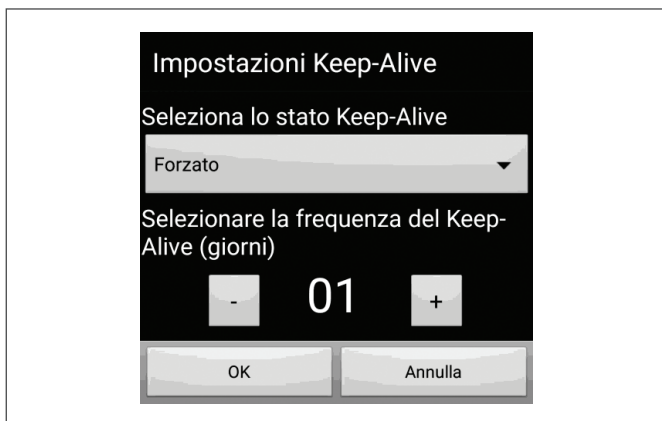 Impostazioni Keep-Alive
Seleziona lo stato Keep-Alive
Forzato
Selezionare la frequenza del Keep-
Alive (giorni)
- 01 +
OK Annulla